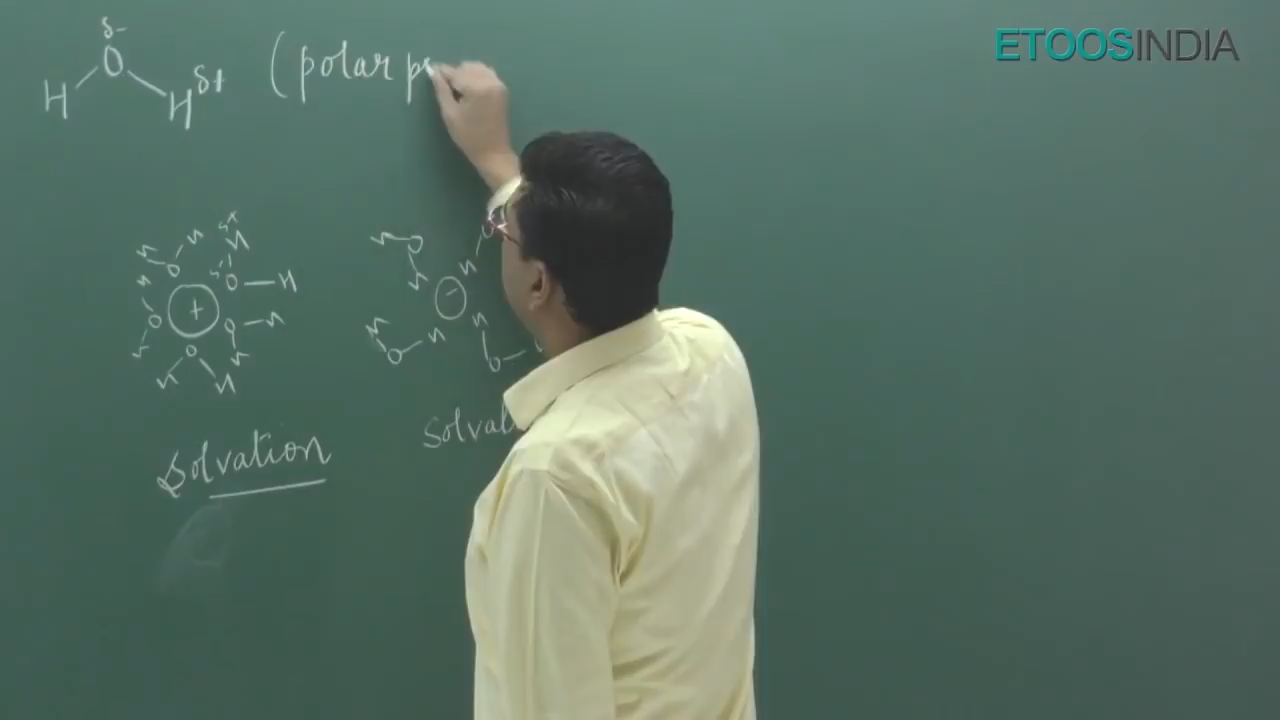 ETOOSINDIA
δ-
O (polar p
H H δ+
H H H δ+
H O O δ- H H O O
H + O H H - H
O O H H H H H
H O H H O O
H H
Solvation Solvat